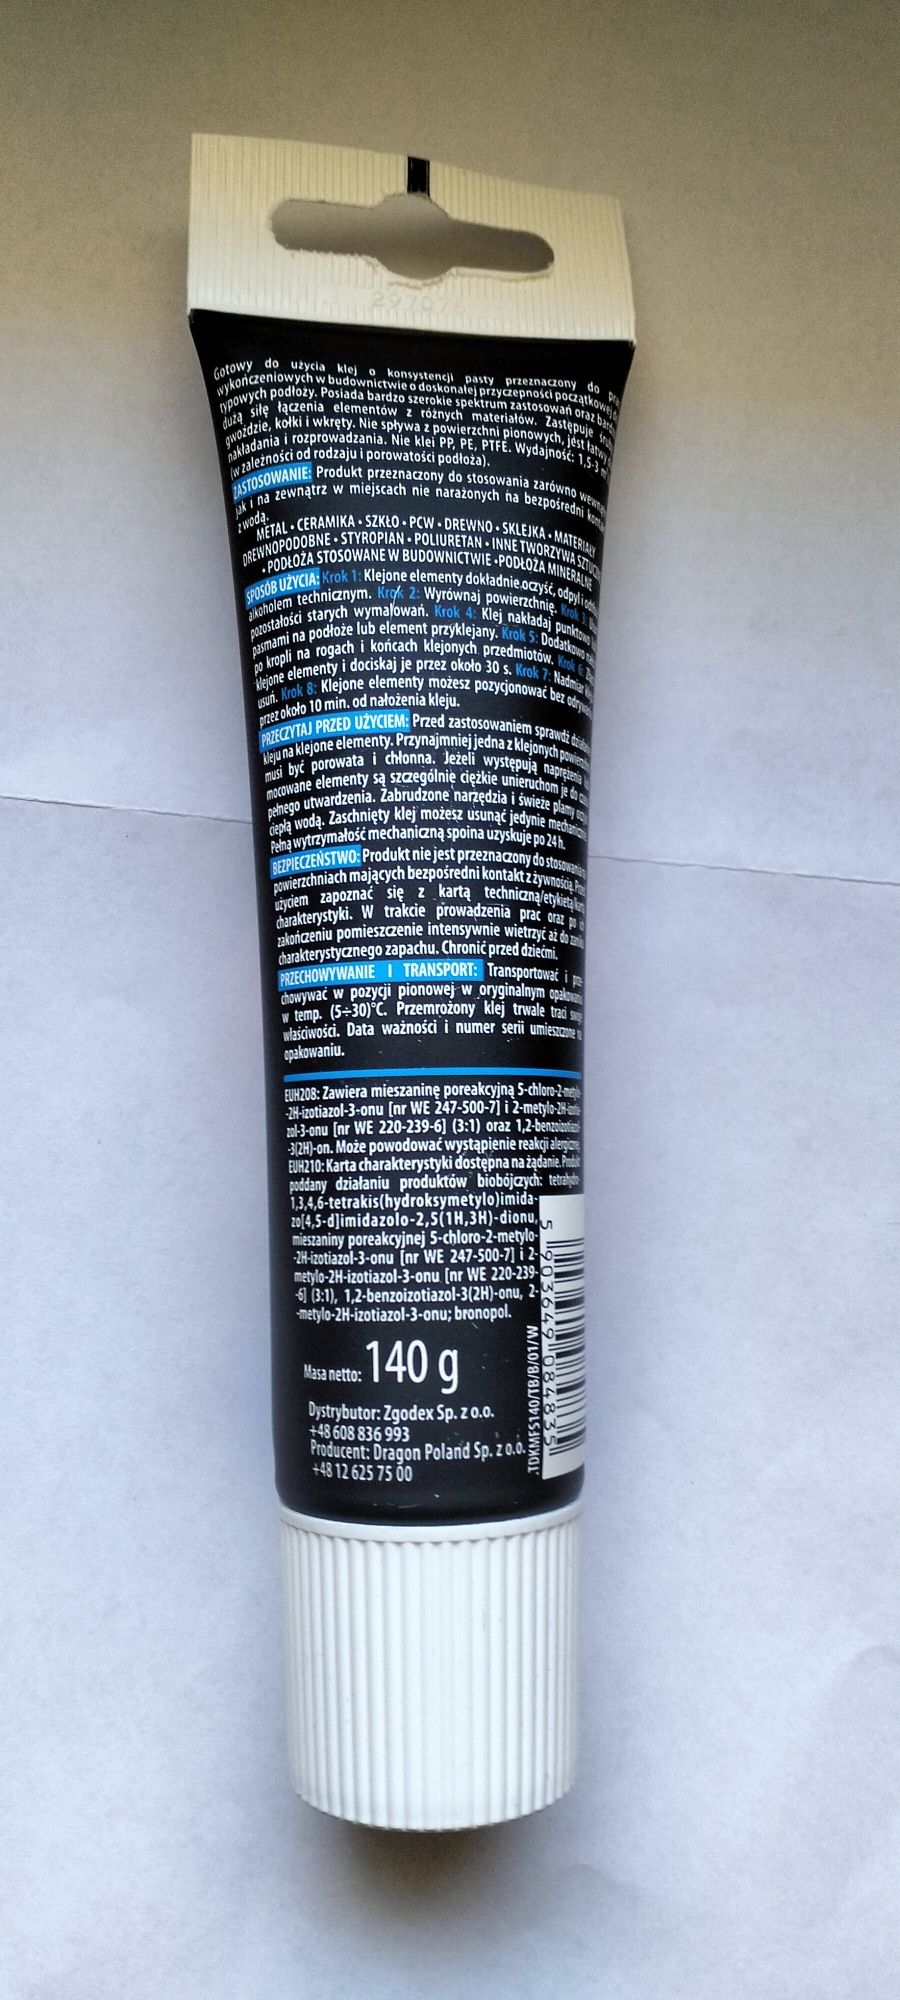 29707
Gotowy do użycia klej o konsystencji pasty przeznaczony do
wykończeniowych w budownictwie o doskonałej przyczepności początkowej
typowych podłoży. Posiada bardzo szerokie spektrum zastosowań oraz bardzo
dużą siłę łączenia elementów z różnych materiałów. Zastępuje
gwoździe, kołki i wkręty. Nie spływa z powierzchni pionowych, jest łatwy
nakładania i rozprowadzania. Nie klei PP, PE, PTFE. Wydajność: 1,5-3
(w zależności od rodzaju i porowatości podłoża).
ZASTOSOWANIE: Produkt przeznaczony do stosowania zarówno
jak i na zewnątrz w miejscach nie narażonych na bezpośredni
z wodą.
METAL • CERAMIKA • SZKŁO • PCW • DREWNO • SKLEJKA • MATERIAŁY
DREWNOPODOBNE • STYROPIAN • POLIURETAN • INNE TWORZYWA
• PODŁOŻA STOSOWANE W BUDOWNICTWIE • PODŁOŻA MINERALNE
SPOSÓB UŻYCIA: Krok 1: Klejone elementy dokładnie oczyść, odpyl i
alkoholem technicznym. Krok 2: Wyrównaj powierzchnię. Krok 3:
pozostałości starych wymalowań. Krok 4: Klej nakładaj punktowo
pasmami na podłoże lub element przyklejany. Krok 5: Dodatkowo
po kropli na rogach i końcach klejonych przedmiotów. Krok 6:
klejone elementy i dociskaj je przez około 30 s. Krok 7: Nadmiar
usuń. Krok 8: Klejone elementy możesz pozycjonować bez
przez około 10 min. od nałożenia kleju.
PRZECZYTAJ PRZED UŻYCIEM: Przed zastosowaniem sprawdź
kleju na klejone elementy. Przynajmniej jedna z klejonych
musi być porowata i chłonna. Jeżeli występują naprężenia
mocowane elementy są szczególnie ciężkie unieruchom je do
pełnego utwardzenia. Zabrudzone narzędzia i świeże plamy
ciepłą wodą. Zaschnięty klej możesz usunąć jedynie
Pełną wytrzymałość mechaniczną spoina uzyskuje po 24 h.
BEZPIECZEŃSTWO: Produkt nie jest przeznaczony do stosowania na
powierzchniach mających bezpośredni kontakt z żywnością. Przed
użyciem zapoznać się z kartą techniczną/etykietą/kartą
charakterystyki. W trakcie prowadzenia prac oraz po
zakończeniu pomieszczenie intensywnie wietrzyć aż do zaniku
charakterystycznego zapachu. Chronić przed dziećmi.
PRZECHOWYWANIE I TRANSPORT: Transportować i prze-
chowywać w pozycji pionowej w oryginalnym opakowaniu
w temp. (5÷30)°C. Przemrożony klej trwale traci swoje
właściwości. Data ważności i numer serii umieszczone na
opakowaniu.
EUH208: Zawiera mieszaninę poreakcyjną 5-chloro-2-metylo-
-2H-izotiazol-3-onu [nr WE 247-500-7] i 2-metylo-2H-izotia-
zol-3-onu [nr WE 220-239-6] (3:1) oraz 1,2-benzoizotiazol-
-3(2H)-on. Może powodować wystąpienie reakcji alergicznej.
EUH210: Karta charakterystyki dostępna na żądanie. Produkt
poddany działaniu produktów biobójczych: tetrahydro-
1,3,4,6-tetrakis(hydroksymetylo)imida-
zo[4,5-d]imidazolo-2,5(1H,3H)-dionu,
mieszaniny poreakcyjnej 5-chloro-2-metylo-
-2H-izotiazol-3-onu [nr WE 247-500-7] i 2-
metylo-2H-izotiazol-3-onu [nr WE 220-239-
-6] (3:1), 1,2-benzoizotiazol-3(2H)-onu, 2-
-metylo-2H-izotiazol-3-onu; bronopol.
Masa netto: 140 g
Dystrybutor: Zgodex Sp. z o.o.
+48 608 836 993
Producent: Dragon Poland Sp. z o.o.
+48 12 625 75 00
.TDKMFS140/TB/B/01/W
5 903649 084835